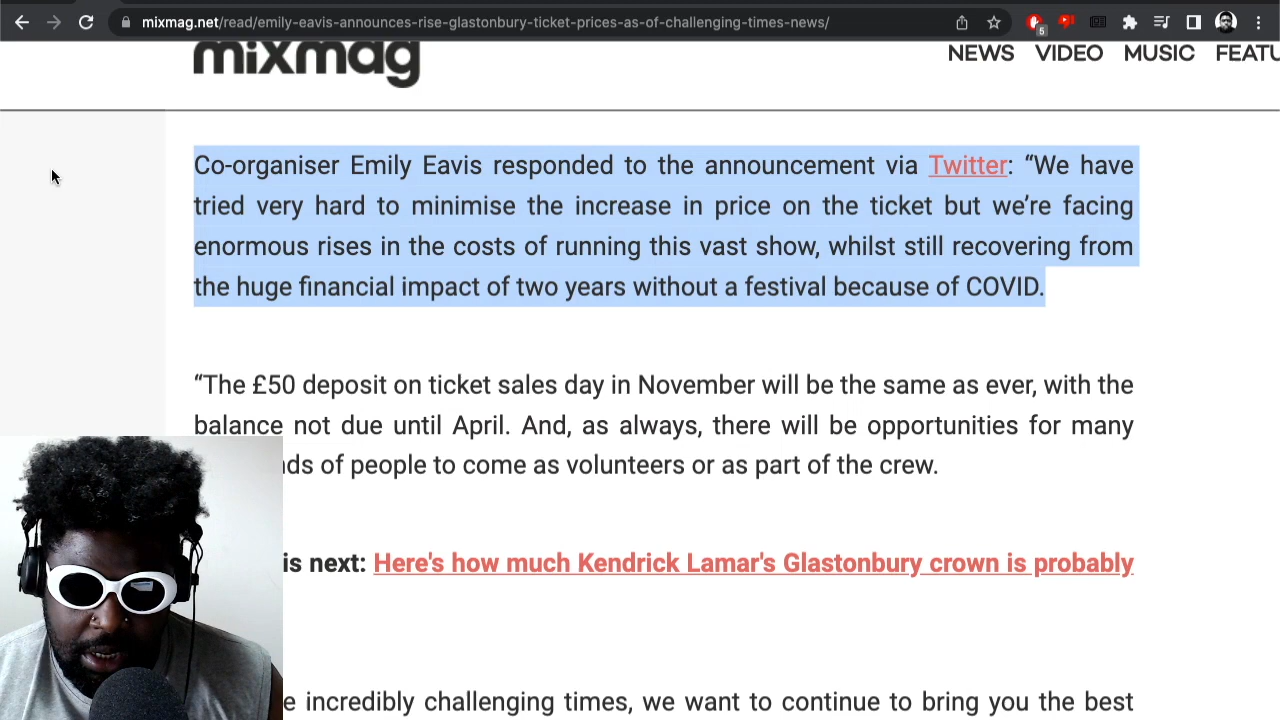 mixmag.net/read/emily-eavis-announces-rise-glastonbury-ticket-prices-as-of-challenging-times-news/
5
mixmag
NEWS VIDEO MUSIC FEATU
Co-organiser Emily Eavis responded to the announcement via Twitter: “We have
tried very hard to minimise the increase in price on the ticket but we’re facing
enormous rises in the costs of running this vast show, whilst still recovering from
the huge financial impact of two years without a festival because of COVID.
“The £50 deposit on ticket sales day in November will be the same as ever, with the
balance not due until April. And, as always, there will be opportunities for many
nds of people to come as volunteers or as part of the crew.
is next: Here's how much Kendrick Lamar's Glastonbury crown is probably
e incredibly challenging times, we want to continue to bring you the best